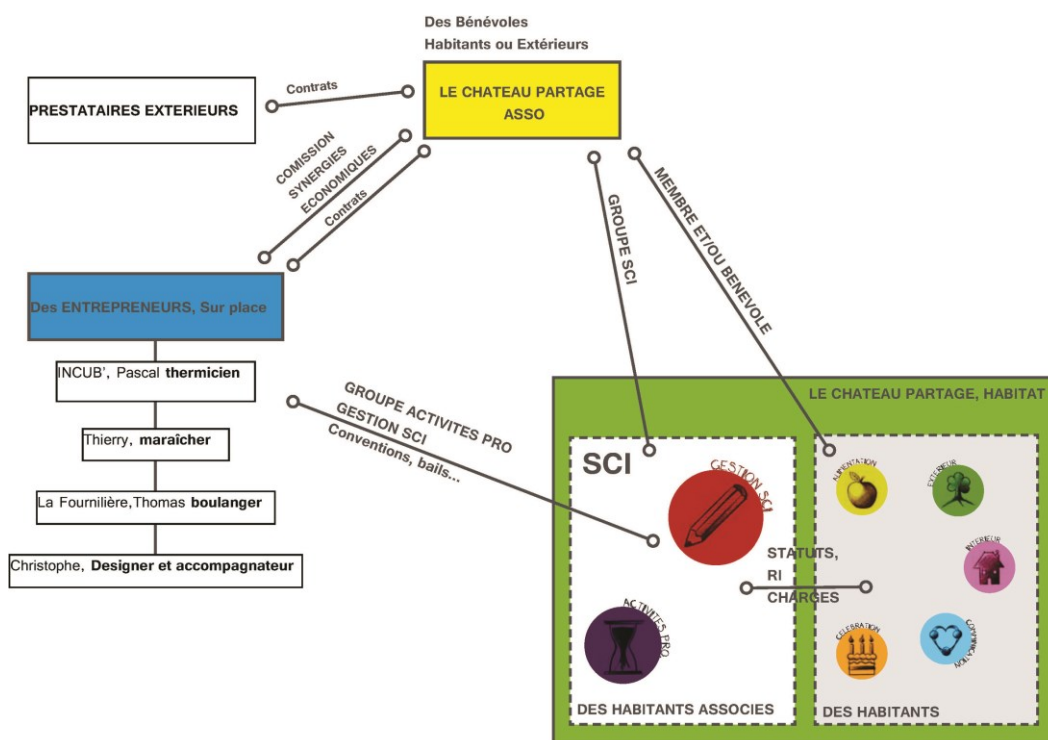 Des Bénévoles
Habitants ou Extérieurs
LE CHATEAU PARTAGE
ASSO
PRESTATAIRES EXTERIEURS
Contrats
COMISSION
SYNERGIES
ECONOMIQUES
Contrats
GROUPE SCI
MEMBRE ET/OU BENEVOLE
Des ENTREPRENEURS, Sur place
INCUB', Pascal thermicien
Thierry, maraîcher
La Fournilière,Thomas boulanger
Christophe, Designer et accompagnateur
GROUPE ACTIVITES PRO
GESTION SCI
Conventions, bails...
LE CHATEAU PARTAGE, HABITAT
SCI
GESTION SCI
ACTIVITES PRO
DES HABITANTS ASSOCIES
STATUTS,
RI
CHARGES
ALIMENTATION
EXTERIEUR
INTERIEUR
CELEBRATION
COMMUNICATION
DES HABITANTS